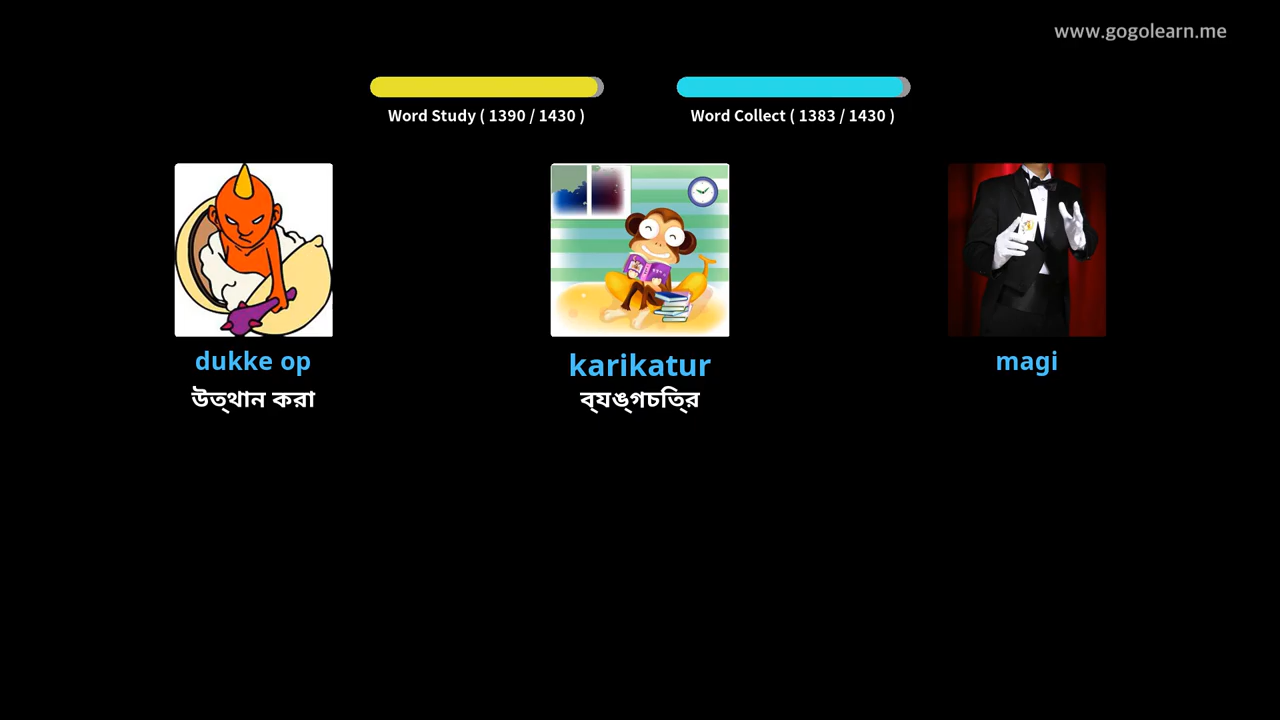 www.gogolearn.me
Word Study ( 1390 / 1430 )
Word Collect ( 1383 / 1430 )
dukke op
karikatur
magi
উত্থান করা
ব্যঙ্গচিত্র